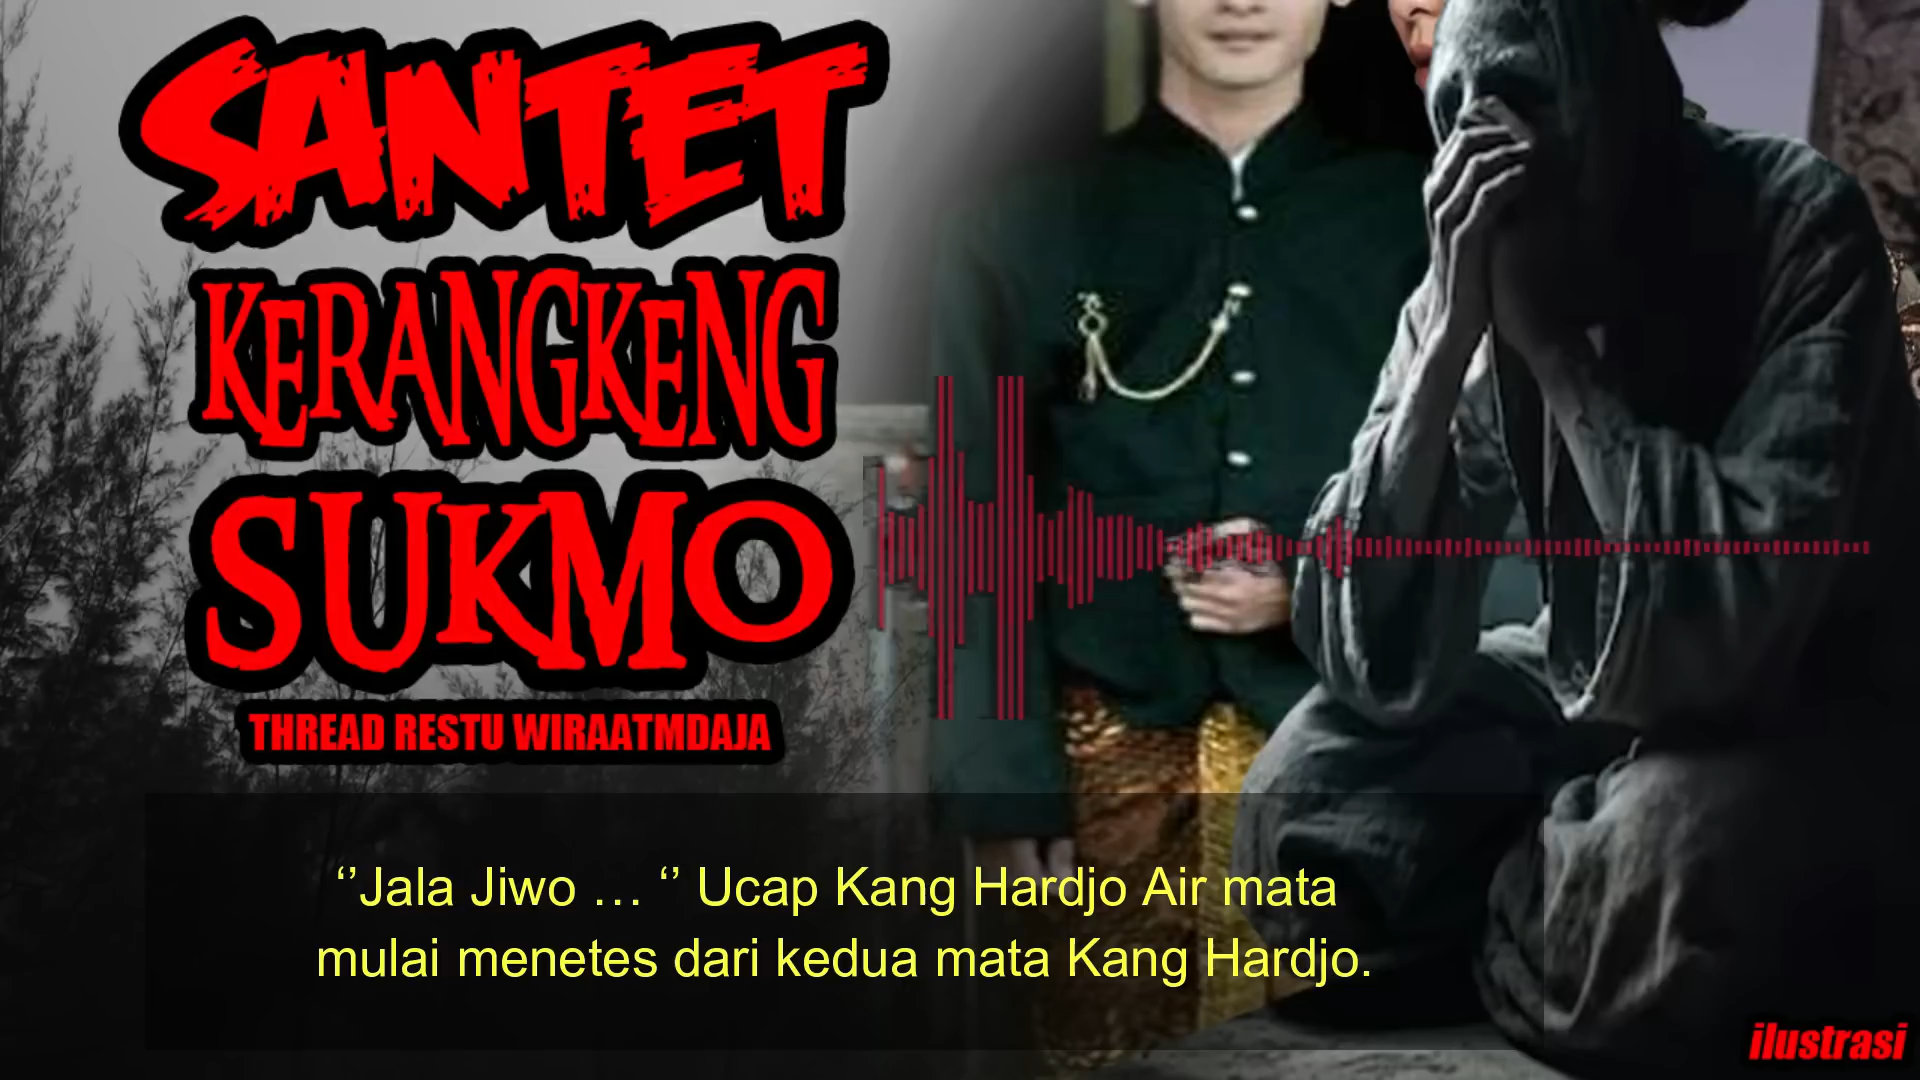 SANTET
KERANGKENG
SUKMO
THREAD RESTU WIRAATMDAJA
‘’Jala Jiwo … ‘’ Ucap Kang Hardjo Air mata
mulai menetes dari kedua mata Kang Hardjo.
ilustrasi